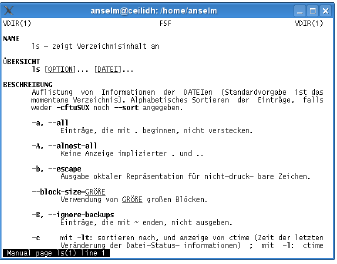 anselm@ceilidh: /home/anselm
VDIR(1) FSF VDIR(1)
NAME
ls - zeigt Verzeichnisinhalt an
ÜBERSICHT
ls [OPTION]... [DATEI]...
BESCHREIBUNG
Auflistung von Informationen der DATEIen (Standardvorgabe ist das
momentane Verzeichnis). Alphabetisches Sortieren der Einträge, falls
weder -cftuSUX noch --sort angegeben.
-a, --all
Einträge, die mit . beginnen, nicht verstecken.
-A, --almost-all
Keine Anzeige implizierter . und ..
-b, --escape
Ausgabe oktaler Repräsentation für nicht-druck- bare Zeichen.
--block-size=GRÖßE
Verwendung von GRÖßE großen Blöcken.
-B, --ignore-backups
Einträge, die mit ~ enden, nicht ausgeben.
-c mit -lt: sortieren nach, und anzeige von ctime (Zeit der letzten
Veränderung der Datei-Status- informationen) ; mit -l: ctime
Manual page ls(1) line 1